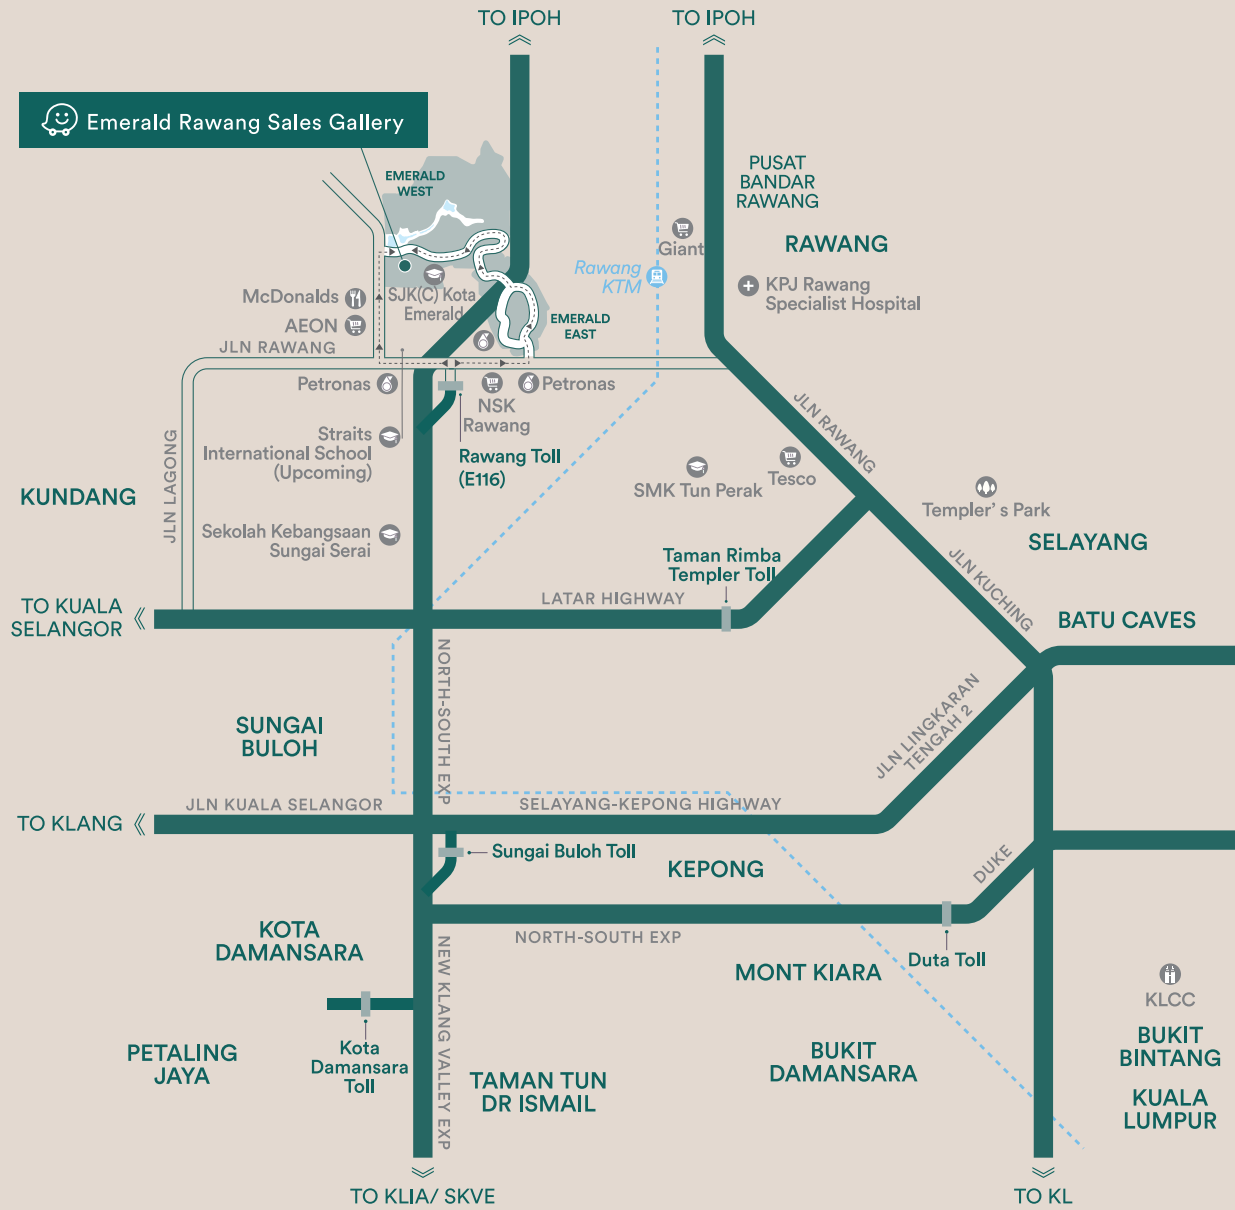 TO IPOH
TO IPOH
Emerald Rawang Sales Gallery
EMERALD
WEST
PUSAT
BANDAR
RAWANG
RAWANG
Giant
Rawang
KTM
KPJ Rawang
Specialist Hospital
McDonalds
SJK(C) Kota
Emerald
EMERALD
EAST
AEON
JLN RAWANG
Petronas
Petronas
NSK
Rawang
JLN RAWANG
Straits
International School
(Upcoming)
Rawang Toll
(E116)
JLN LAGONG
KUNDANG
SMK Tun Perak
Tesco
Templer' s Park
Sekolah Kebangsaan
Sungai Serai
SELAYANG
Taman Rimba
Templer Toll
JLN KUCHING
TO KUALA
SELANGOR
LATAR HIGHWAY
BATU CAVES
NORTH-SOUTH EXP
SUNGAI
BULOH
JLN LINGKARAN
TENGAH 2
JLN KUALA SELANGOR
SELAYANG-KEPONG HIGHWAY
TO KLANG
Sungai Buloh Toll
KEPONG
DUKE
KOTA
DAMANSARA
NORTH-SOUTH EXP
NEW KLANG VALLEY EXP
MONT KIARA
Duta Toll
KLCC
PETALING
JAYA
Kota
Damansara
Toll
TAMAN TUN
DR ISMAIL
BUKIT
DAMANSARA
BUKIT
BINTANG
KUALA
LUMPUR
TO KLIA/ SKVE
TO KL